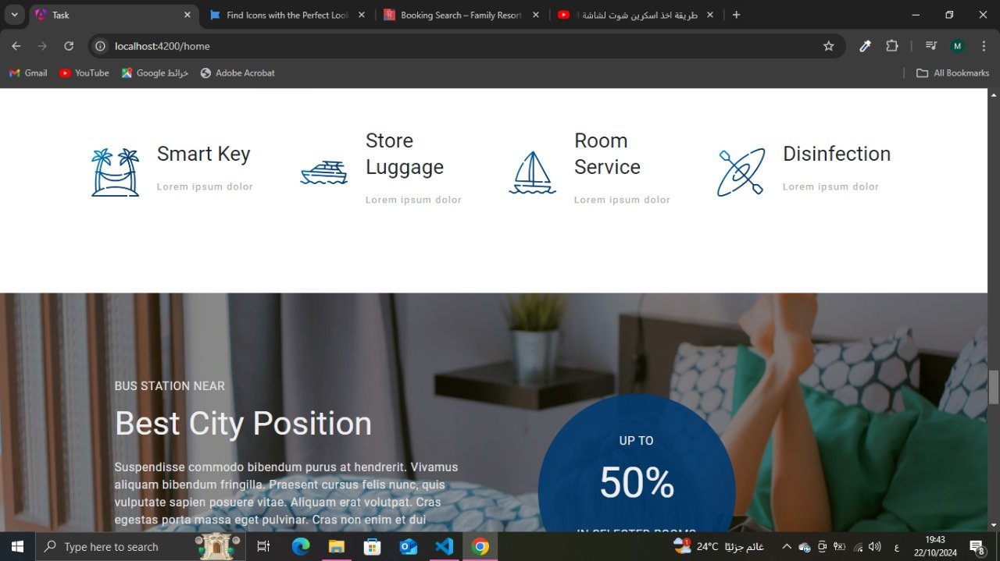 Task
Find Icons with the Perfect Look
Booking Search – Family Resort
طريقة اخذ اسكرين شوت لشاشة ا
localhost:4200/home
M
Gmail
YouTube
خرائط Google
Adobe Acrobat
All Bookmarks
Smart Key
Lorem ipsum dolor
Store
Luggage
Lorem ipsum dolor
Room
Service
Lorem ipsum dolor
Disinfection
Lorem ipsum dolor
BUS STATION NEAR
Best City Position
Suspendisse commodo bibendum purus at hendrerit. Vivamus
aliquam bibendum fringilla. Praesent cursus felis nunc, quis
vulputate sapien posuere vitae. Aliquam erat volutpat. Cras
egestas porta massa eget pulvinar. Cras non enim et dui
UP TO
50%
IN SELECTED ROOMS
Type here to search
1
24°C غائم جزئيًا
ع
9:43
22/10/2024
8